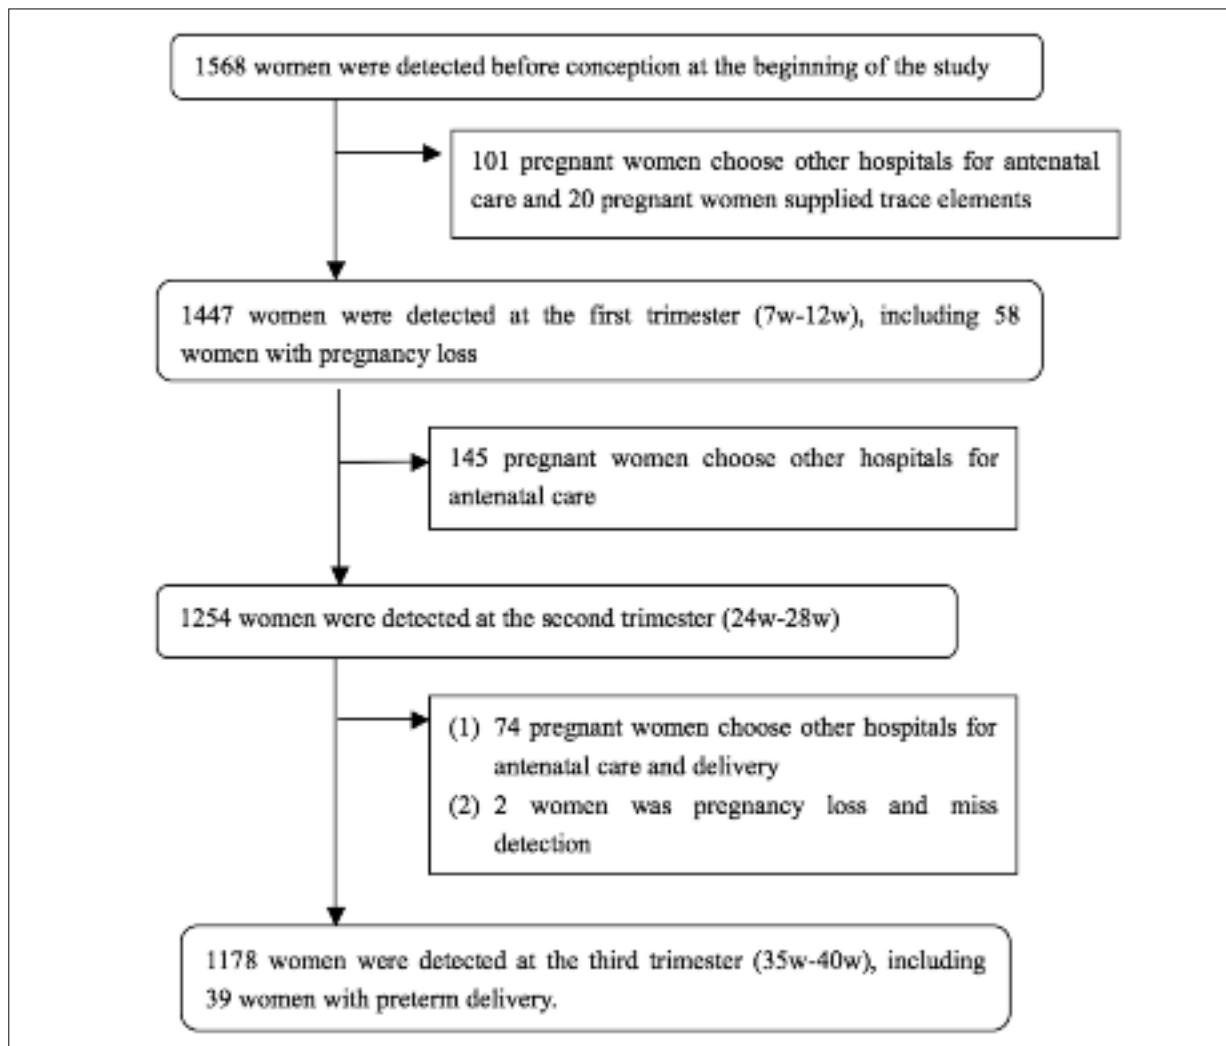 1568 women were detected before conception at the beginning of the study
101 pregnant women choose other hospitals for antenatal
care and 20 pregnant women supplied trace elements
1447 women were detected at the first trimester (7w-12w), including 58
women with pregnancy loss
145 pregnant women choose other hospitals for
antenatal care
1254 women were detected at the second trimester (24w-28w)
(1) 74 pregnant women choose other hospitals for
antenatal care and delivery
(2) 2 women was pregnancy loss and miss
detection
1178 women were detected at the third trimester (35w-40w), including
39 women with preterm delivery.